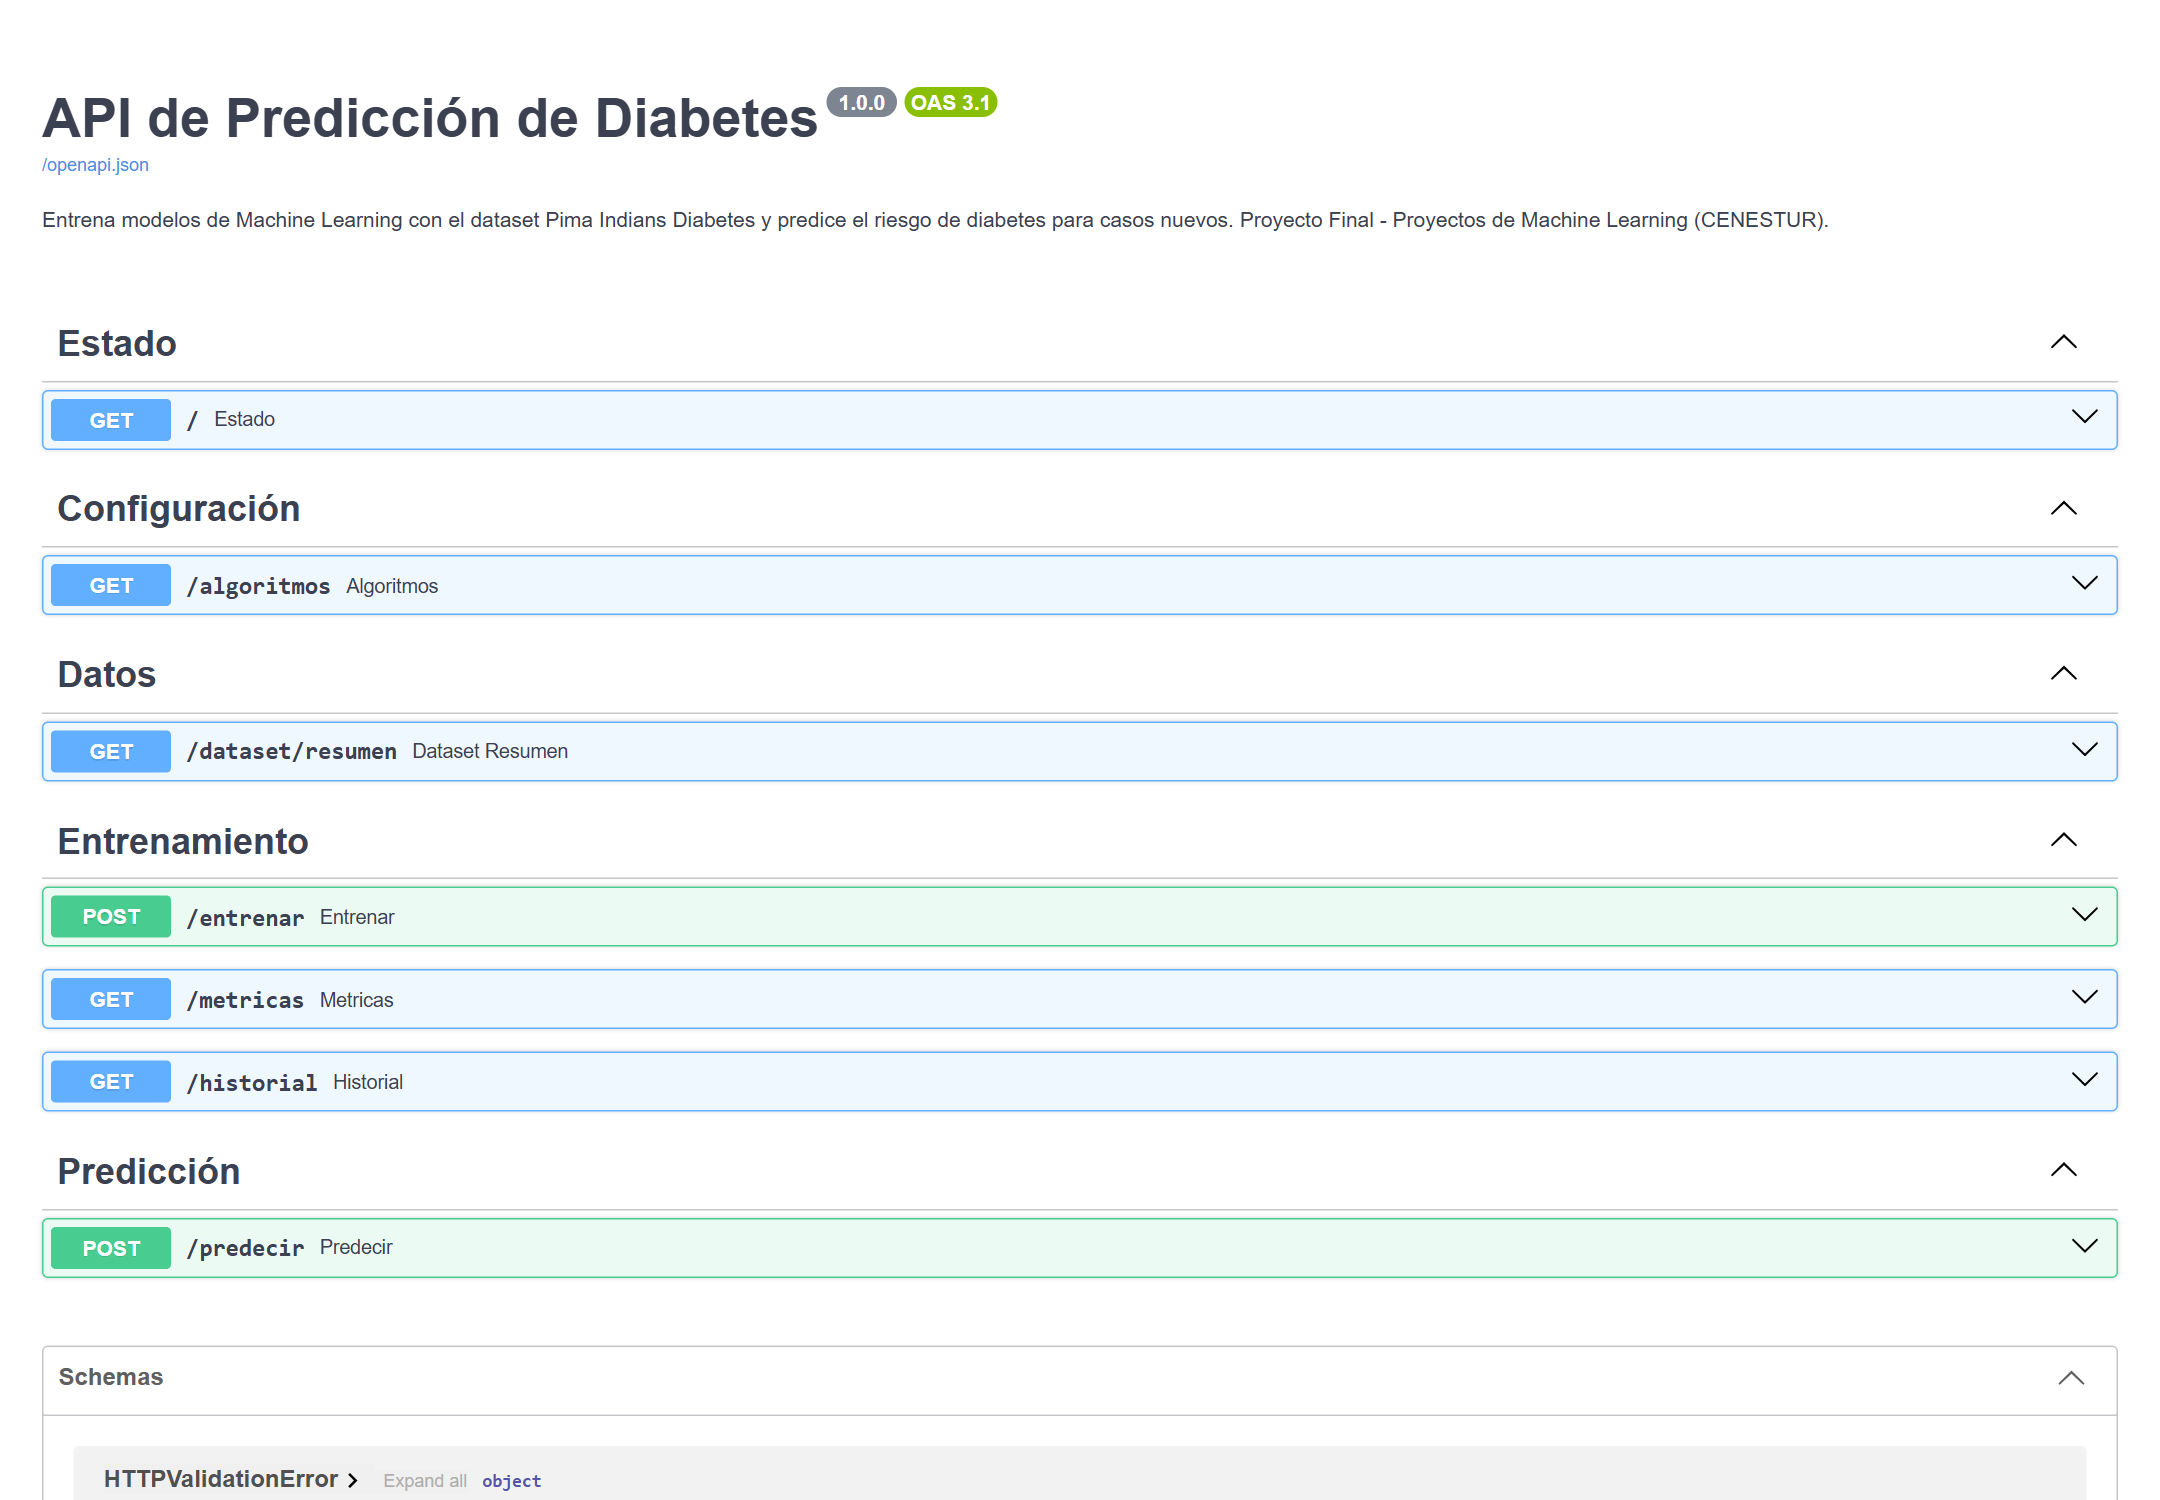 API de Predicción de Diabetes 1.0.0 OAS 3.1
/openapi.json
Entrena modelos de Machine Learning con el dataset Pima Indians Diabetes y predice el riesgo de diabetes para casos nuevos. Proyecto Final - Proyectos de Machine Learning (CENESTUR).
Estado
GET / Estado
Configuración
GET /algoritmos Algoritmos
Datos
GET /dataset/resumen Dataset Resumen
Entrenamiento
POST /entrenar Entrenar
GET /metricas Metricas
GET /historial Historial
Predicción
POST /predecir Predecir
Schemas
HTTPValidationError Expand all object